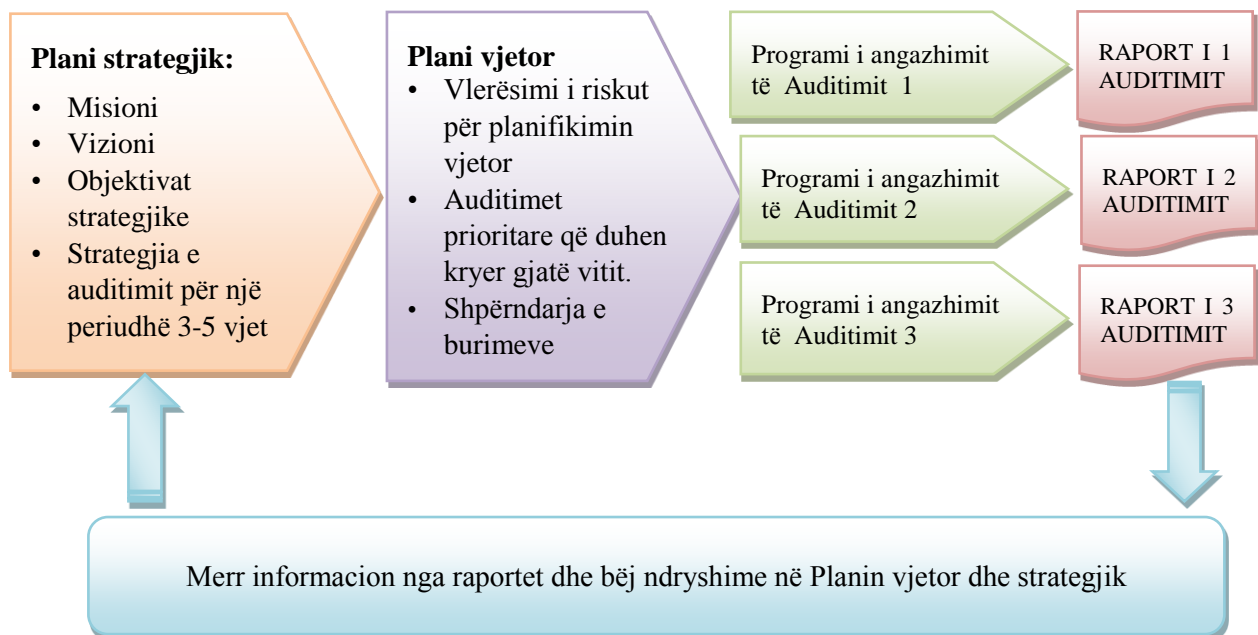 Plani strategjik:
• Misioni
• Vizioni
• Objektivat
strategjike
• Strategjia e
auditimit për një
periudhë 3-5 vjet
Plani vjetor
• Vlerësimi i riskut
për planifikimin
vjetor
• Auditimet
prioritare që duhen
kryer gjatë vitit.
• Shpërndarja e
burimeve
Programi i angazhimit
të Auditimit 1
Programi i angazhimit
të Auditimit 2
Programi i angazhimit
të Auditimit 3
RAPORT I 1
AUDITIMIT
RAPORT I 2
AUDITIMIT
RAPORT I 3
AUDITIMIT
Merr informacion nga raportet dhe bëj ndryshime në Planin vjetor dhe strategjik